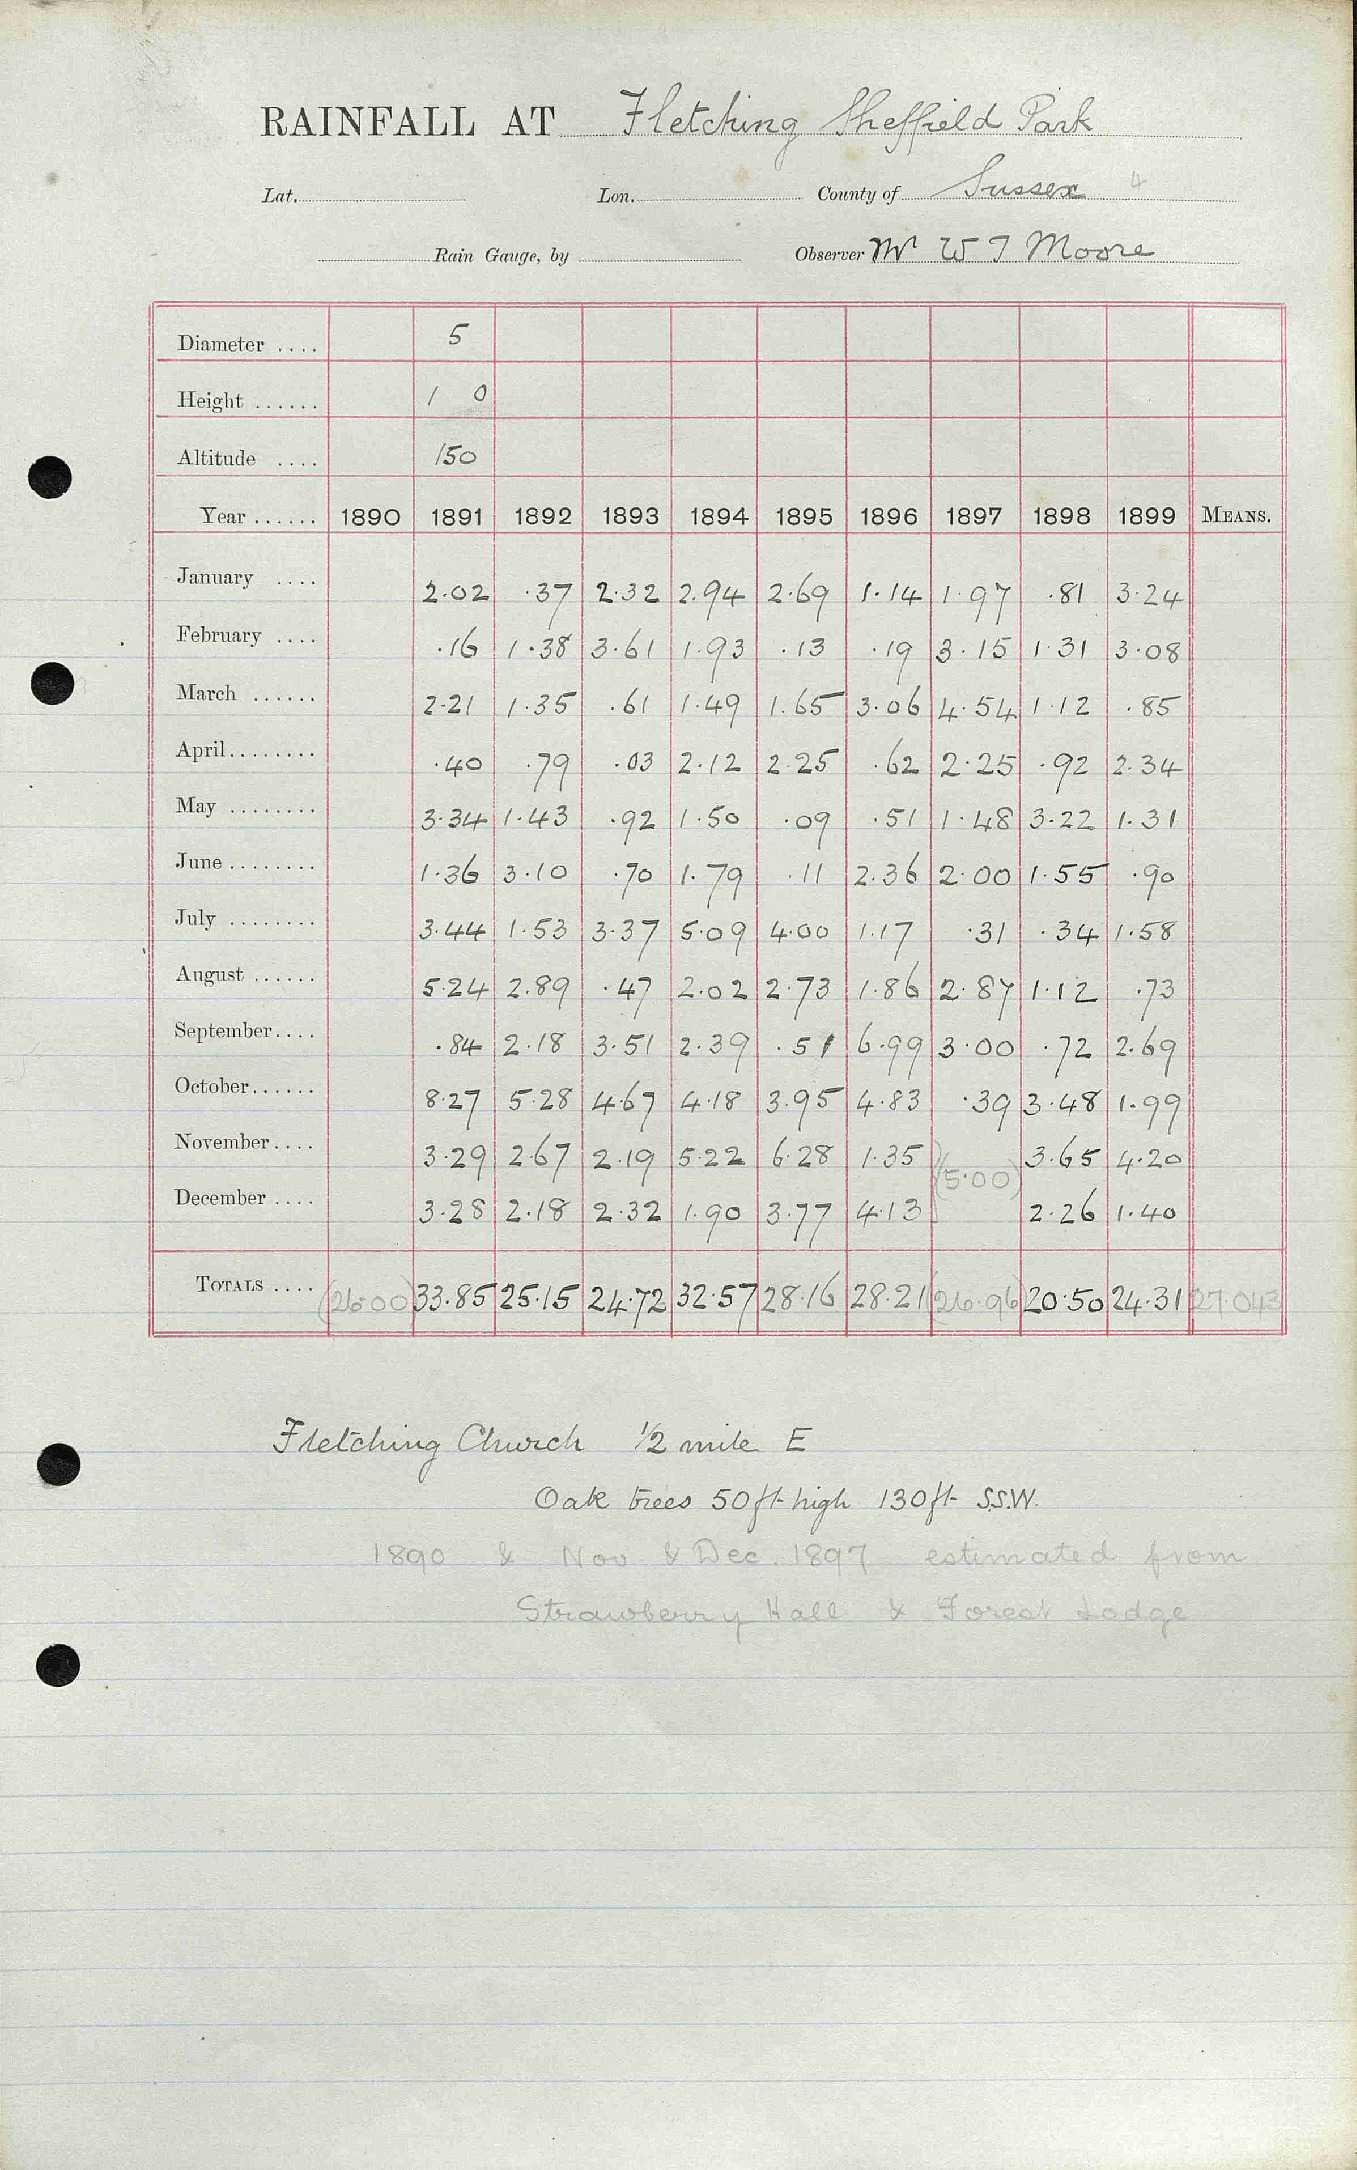 RAINFALL AT Fletching Sheffield Park
Lat. Lon. County of Sussex 4
Rain Gauge, by Observer Mr W T Moore
Diameter .... 5
Height ...... 1 0
Altitude .... 150
Year ...... 1890 1891 1892 1893 1894 1895 1896 1897 1898 1899 MEANS.
January .... 2.02 .37 2.32 2.94 2.69 1.14 1.97 .81 3.24
February .... .16 1.38 3.61 1.93 .13 .19 3.15 1.31 3.08
March ...... 2.21 1.35 .61 1.49 1.65 3.06 4.54 1.12 .85
April ........ .40 .79 .03 2.12 2.25 .62 2.25 .92 2.34
May ........ 3.34 1.43 .92 1.50 .09 .51 1.48 3.22 1.31
June ........ 1.36 3.10 .70 1.79 .11 2.36 2.00 1.55 .90
July ........ 3.44 1.53 3.37 5.09 4.00 1.17 .31 .34 1.58
August ...... 5.24 2.89 .47 2.02 2.73 1.86 2.87 1.12 .73
September .... .84 2.18 3.51 2.39 .51 6.99 3.00 .72 2.69
October ...... 8.27 5.28 4.67 4.18 3.95 4.83 .39 3.48 1.99
November .... 3.29 2.67 2.19 5.22 6.28 1.35 (5.00) 3.65 4.20
December .... 3.28 2.18 2.32 1.90 3.77 4.13 2.26 1.40
TOTALS .... (26.00) 33.85 25.15 24.72 32.57 28.16 28.21 (26.96) 20.50 24.31 27.043
Fletching Church 1/2 mile E
Oak trees 50ft high 130ft S.S.W.
1890 & Nov & Dec. 1897 estimated from
Strawberry Hall & Forest Lodge